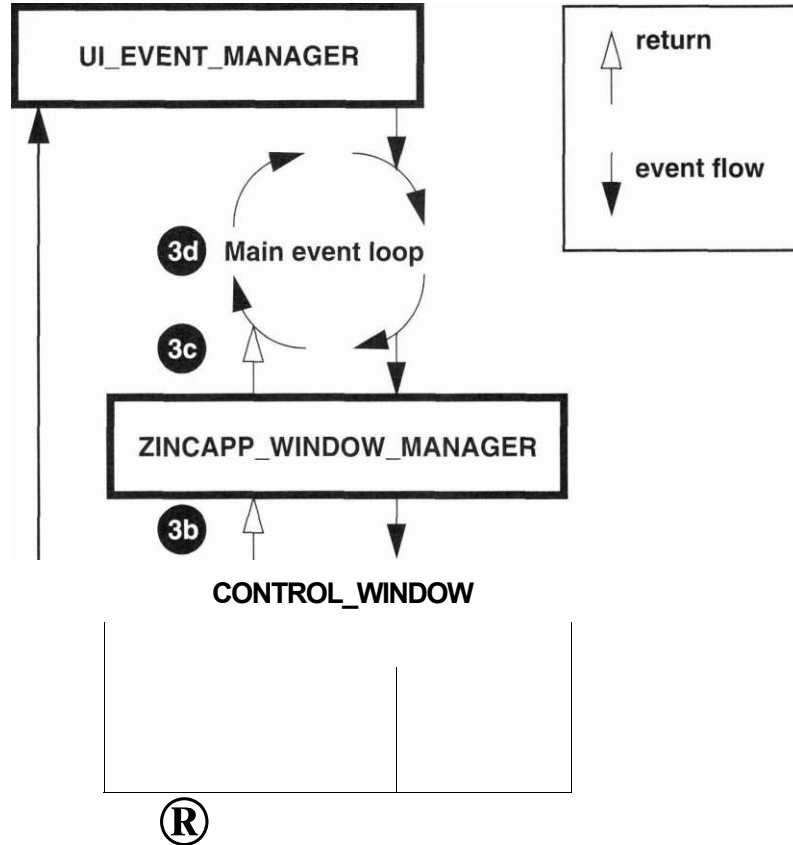 UI_EVENT_MANAGER
return
event flow
3d Main event loop
3c
ZINCAPP_WINDOW_MANAGER
3b
CONTROL_WINDOW
®